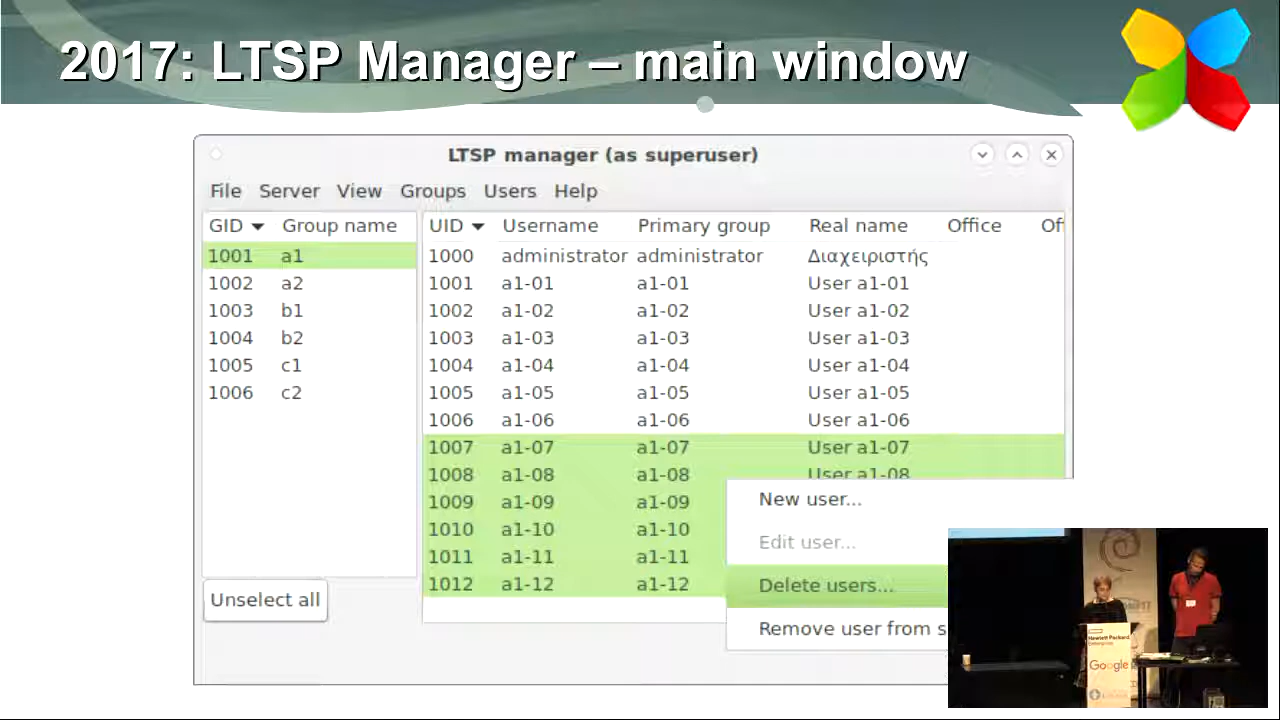 2017: LTSP Manager – main window
LTSP manager (as superuser)
File Server View Groups Users Help
GID Group name UID Username Primary group Real name Office Of
1001 a1 1000 administrator administrator Διαχειριστής
1002 a2 1001 a1-01 a1-01 User a1-01
1003 b1 1002 a1-02 a1-02 User a1-02
1004 b2 1003 a1-03 a1-03 User a1-03
1005 c1 1004 a1-04 a1-04 User a1-04
1006 c2 1005 a1-05 a1-05 User a1-05
1006 a1-06 a1-06 User a1-06
1007 a1-07 a1-07 User a1-07
1008 a1-08 a1-08 User a1-08
1009 a1-09 a1-09 New user...
1010 a1-10 a1-10 Edit user...
1011 a1-11 a1-11
1012 a1-12 a1-12 Delete users...
Unselect all
Remove user from s
Hewlett Packard
Enterprise
Google